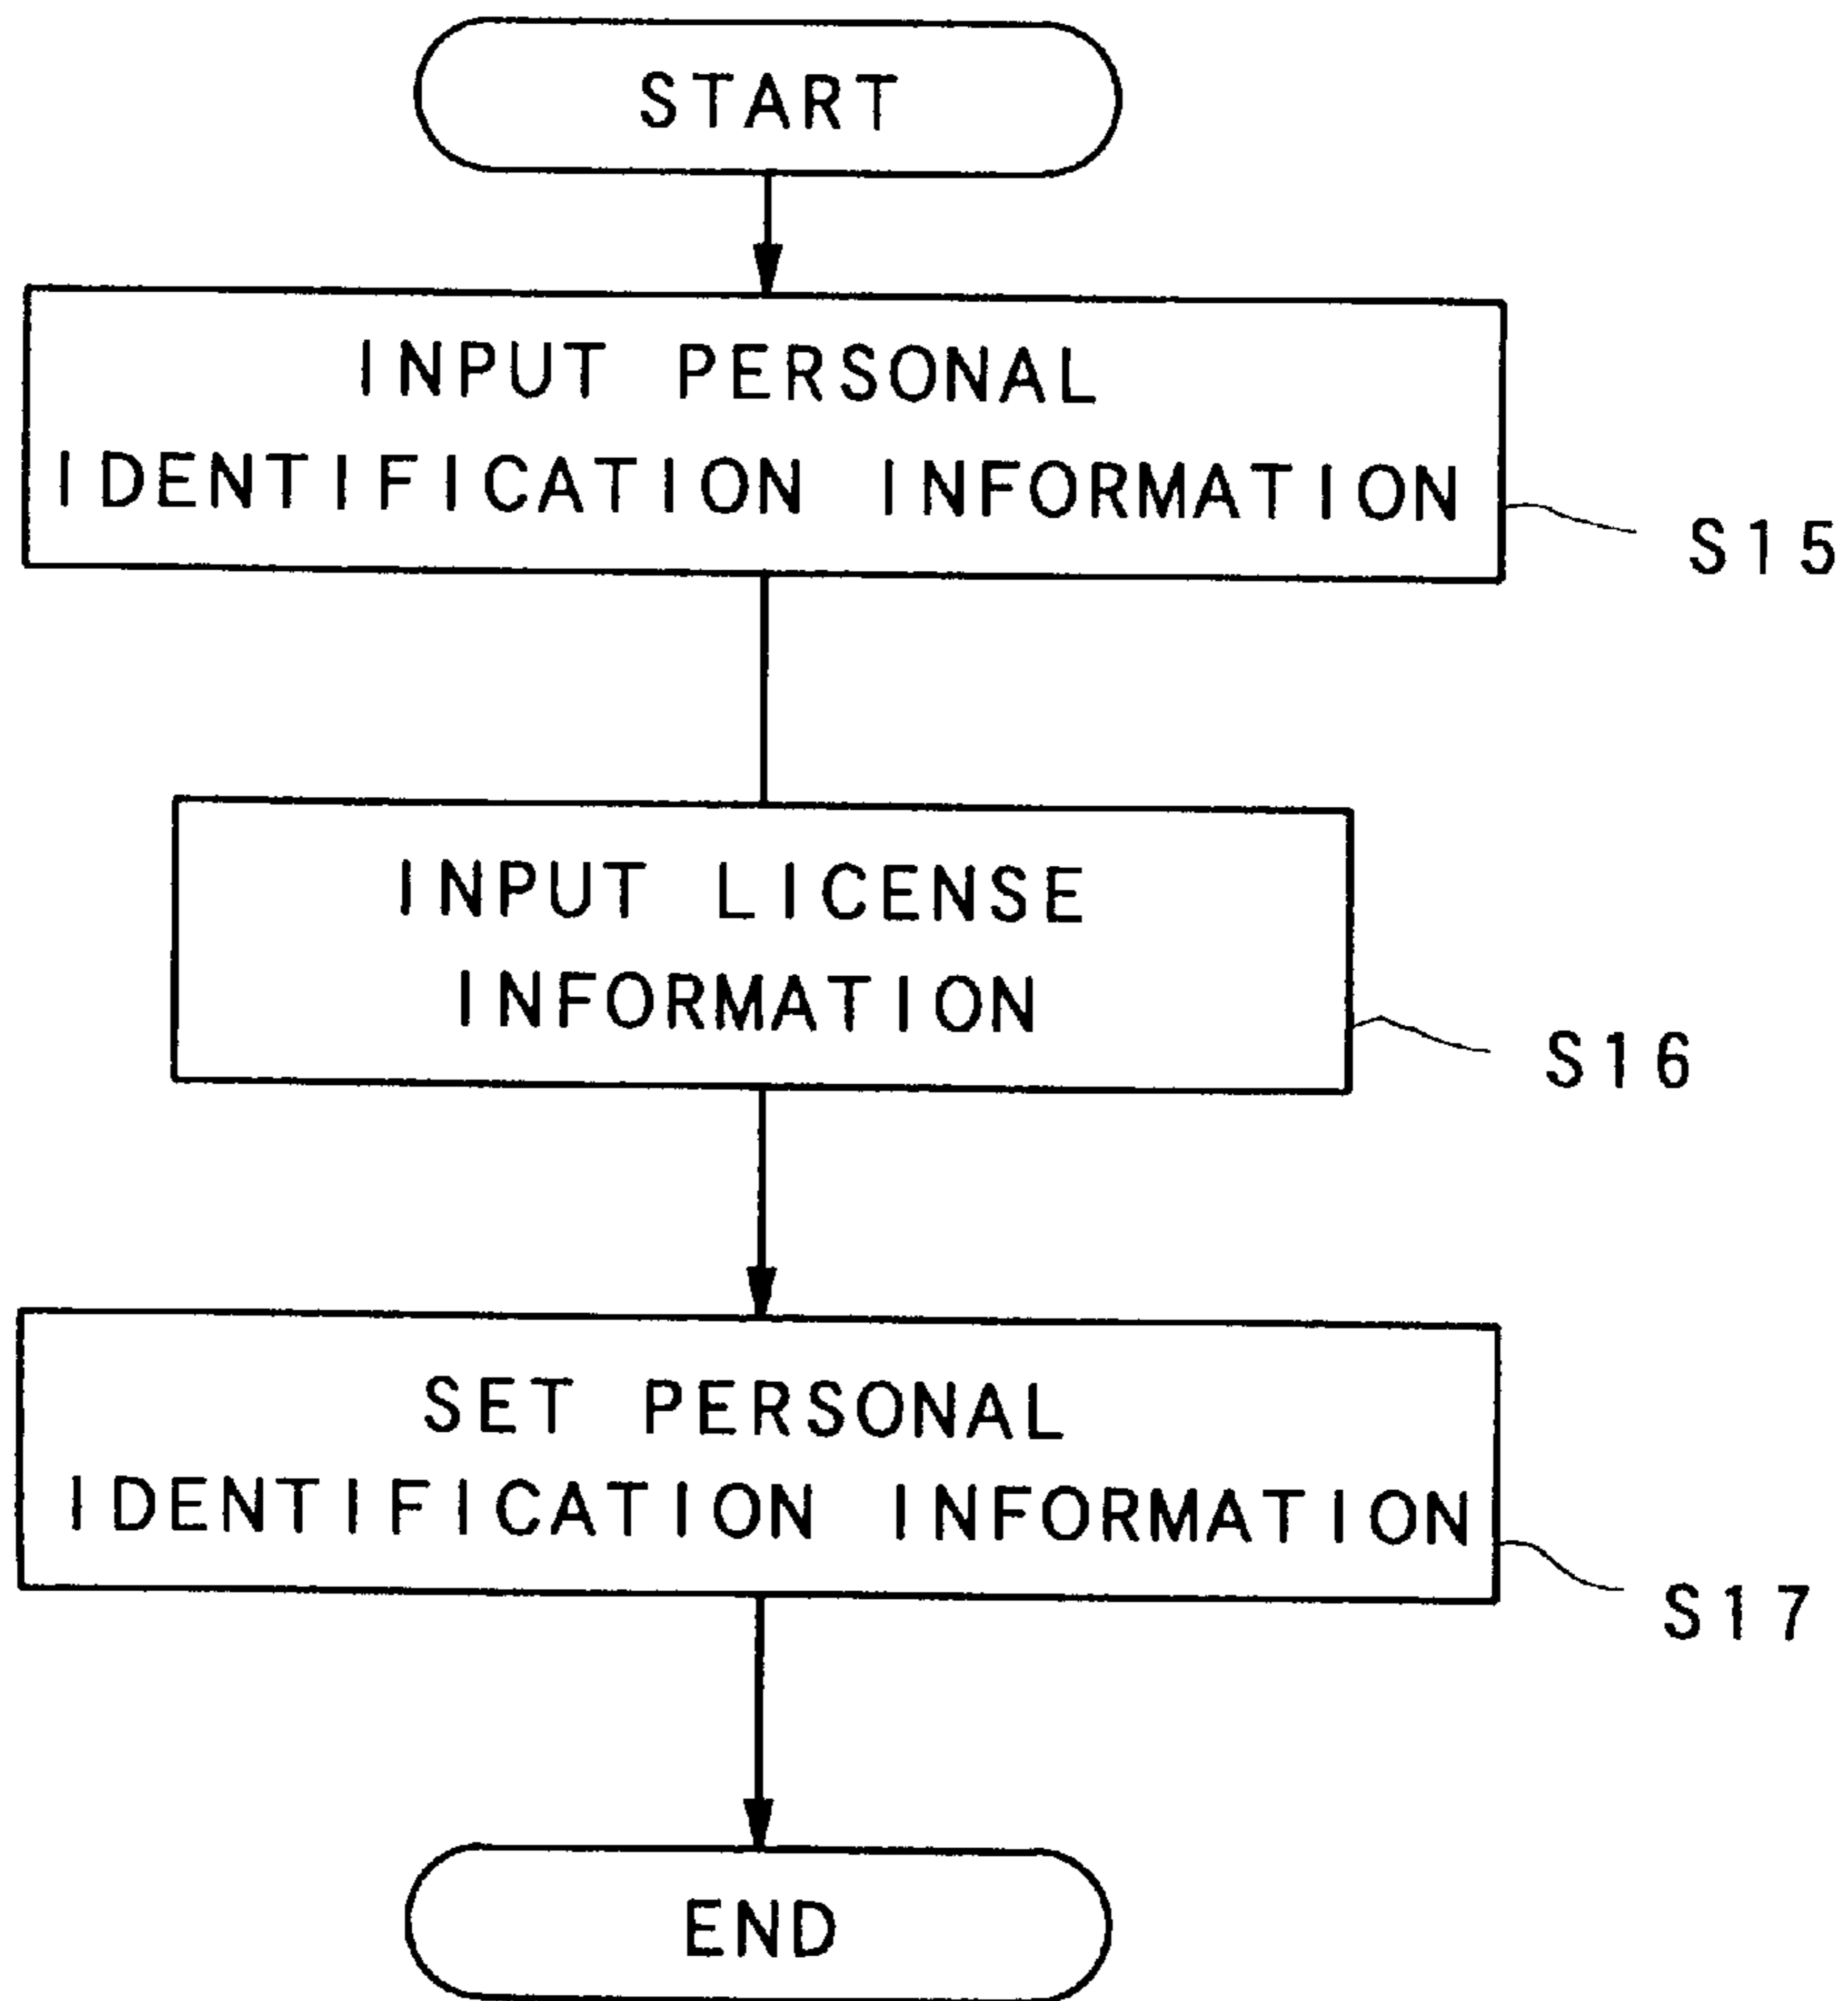 START
INPUT PERSONAL
IDENTIFICATION INFORMATION
S15
INPUT LICENSE
INFORMATION
S16
SET PERSONAL
IDENTIFICATION INFORMATION
S17
END